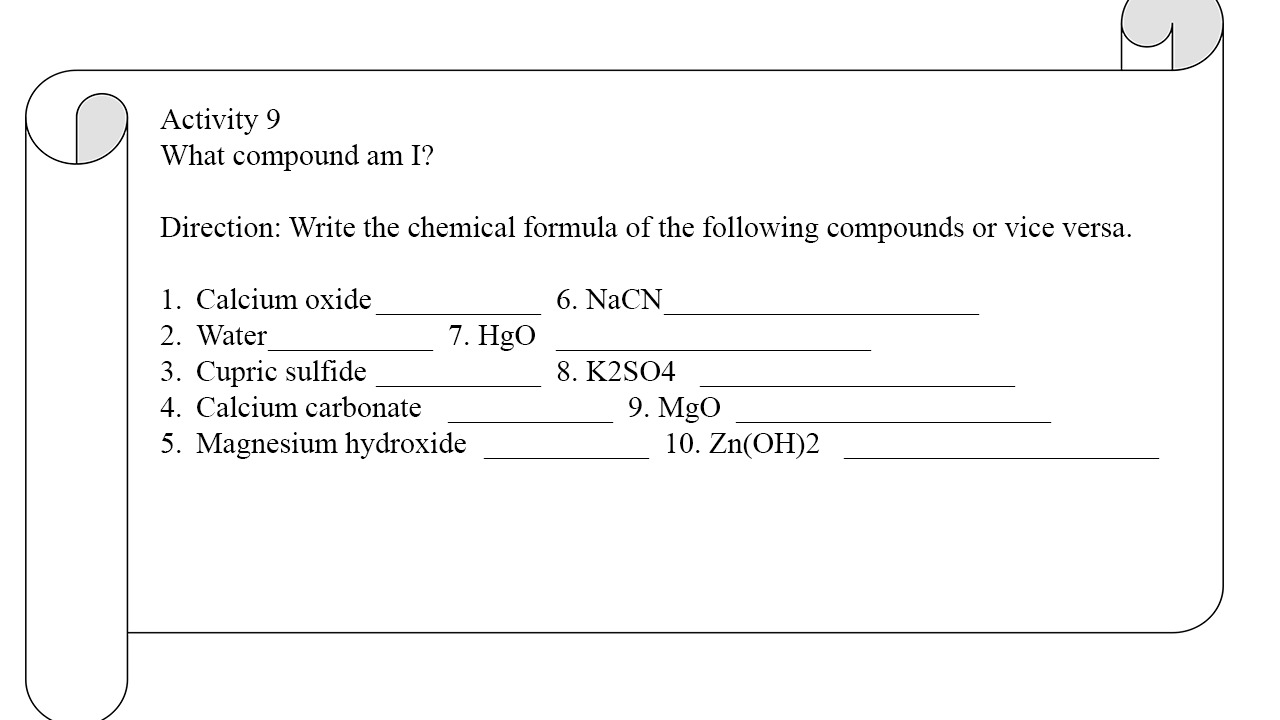 Activity 9
What compound am I?
Direction: Write the chemical formula of the following compounds or vice versa.
1. Calcium oxide___________ 6. NaCN_____________________
2. Water___________ 7. HgO _____________________
3. Cupric sulfide ___________ 8. K2SO4 _____________________
4. Calcium carbonate ___________ 9. MgO _____________________
5. Magnesium hydroxide ___________ 10. Zn(OH)2 _____________________